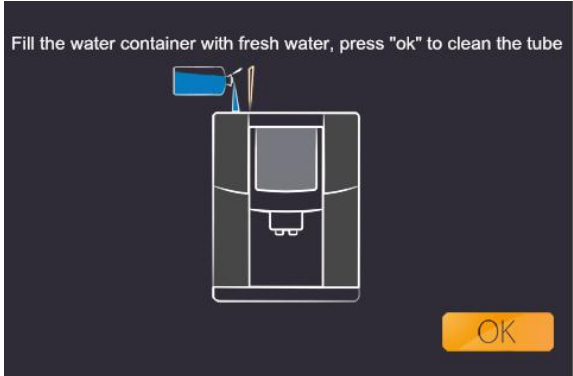 Fill the water container with fresh water, press "ok" to clean the tube
OK